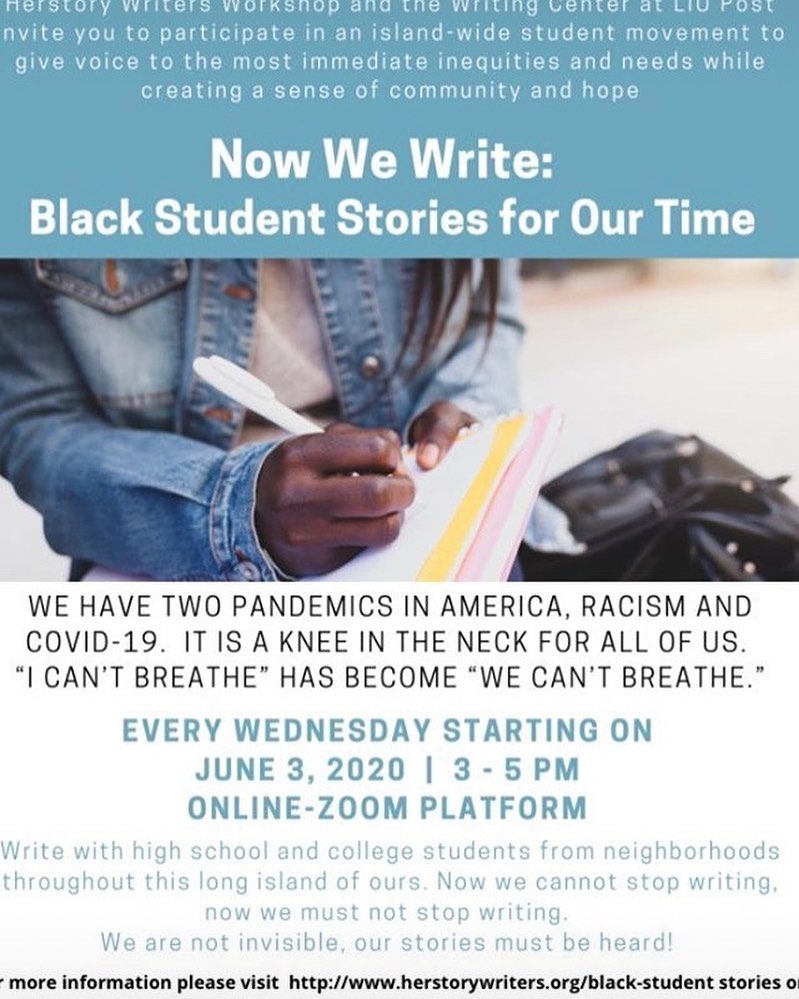 Herstory Writers Workshop and the Writing Center at LIU Post
nvite you to participate in an island-wide student movement to
give voice to the most immediate inequities and needs while
creating a sense of community and hope
Now We Write:
Black Student Stories for Our Time
WE HAVE TWO PANDEMICS IN AMERICA, RACISM AND
COVID-19. IT IS A KNEE IN THE NECK FOR ALL OF US.
“I CAN’T BREATHE” HAS BECOME “WE CAN’T BREATHE.”
EVERY WEDNESDAY STARTING ON
JUNE 3, 2020 | 3 - 5 PM
ONLINE-ZOOM PLATFORM
Write with high school and college students from neighborhoods
throughout this long island of ours. Now we cannot stop writing,
now we must not stop writing.
We are not invisible, our stories must be heard!
r more information please visit http://www.herstorywriters.org/black-student stories o